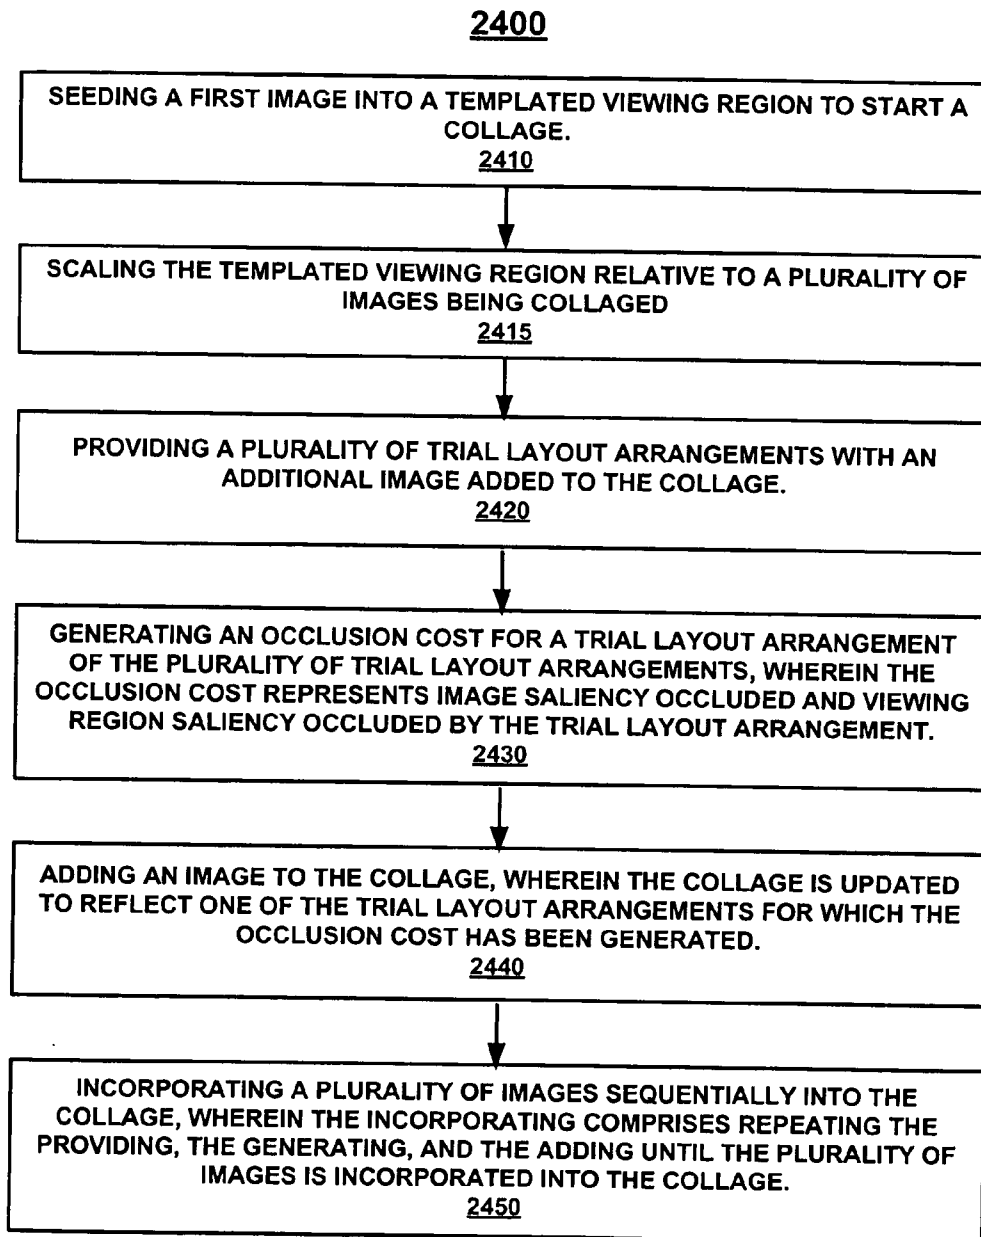 2400
SEEDING A FIRST IMAGE INTO A TEMPLATED VIEWING REGION TO START A
COLLAGE.
2410
SCALING THE TEMPLATED VIEWING REGION RELATIVE TO A PLURALITY OF
IMAGES BEING COLLAGED
2415
PROVIDING A PLURALITY OF TRIAL LAYOUT ARRANGEMENTS WITH AN
ADDITIONAL IMAGE ADDED TO THE COLLAGE.
2420
GENERATING AN OCCLUSION COST FOR A TRIAL LAYOUT ARRANGEMENT
OF THE PLURALITY OF TRIAL LAYOUT ARRANGEMENTS, WHEREIN THE
OCCLUSION COST REPRESENTS IMAGE SALIENCY OCCLUDED AND VIEWING
REGION SALIENCY OCCLUDED BY THE TRIAL LAYOUT ARRANGEMENT.
2430
ADDING AN IMAGE TO THE COLLAGE, WHEREIN THE COLLAGE IS UPDATED
TO REFLECT ONE OF THE TRIAL LAYOUT ARRANGEMENTS FOR WHICH THE
OCCLUSION COST HAS BEEN GENERATED.
2440
INCORPORATING A PLURALITY OF IMAGES SEQUENTIALLY INTO THE
COLLAGE, WHEREIN THE INCORPORATING COMPRISES REPEATING THE
PROVIDING, THE GENERATING, AND THE ADDING UNTIL THE PLURALITY OF
IMAGES IS INCORPORATED INTO THE COLLAGE.
2450